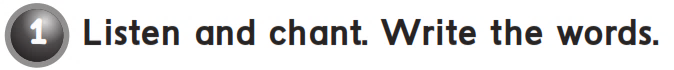 1 Listen and chant. Write the words.